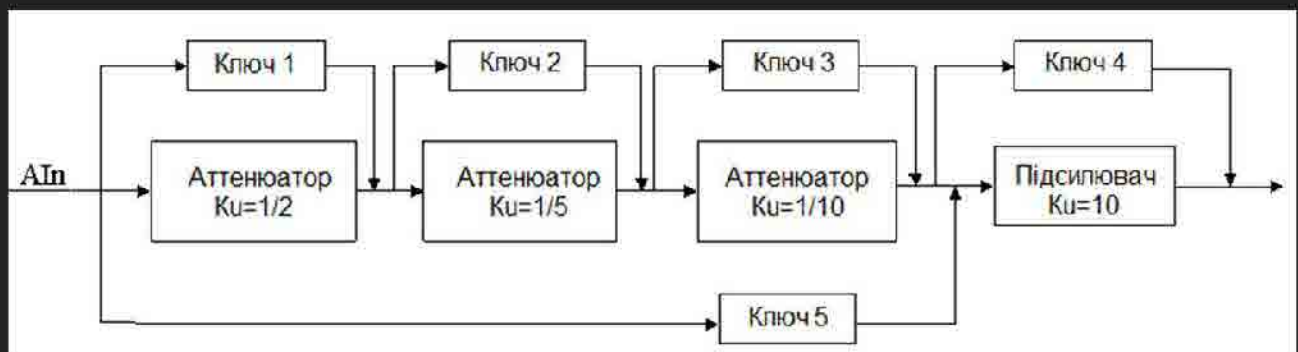 Ключ 1
Ключ 2
Ключ 3
Ключ 4
AIn
Аттенюатор
Ku=1/2
Аттенюатор
Ku=1/5
Аттенюатор
Ku=1/10
Підсилювач
Ku=10
Ключ 5